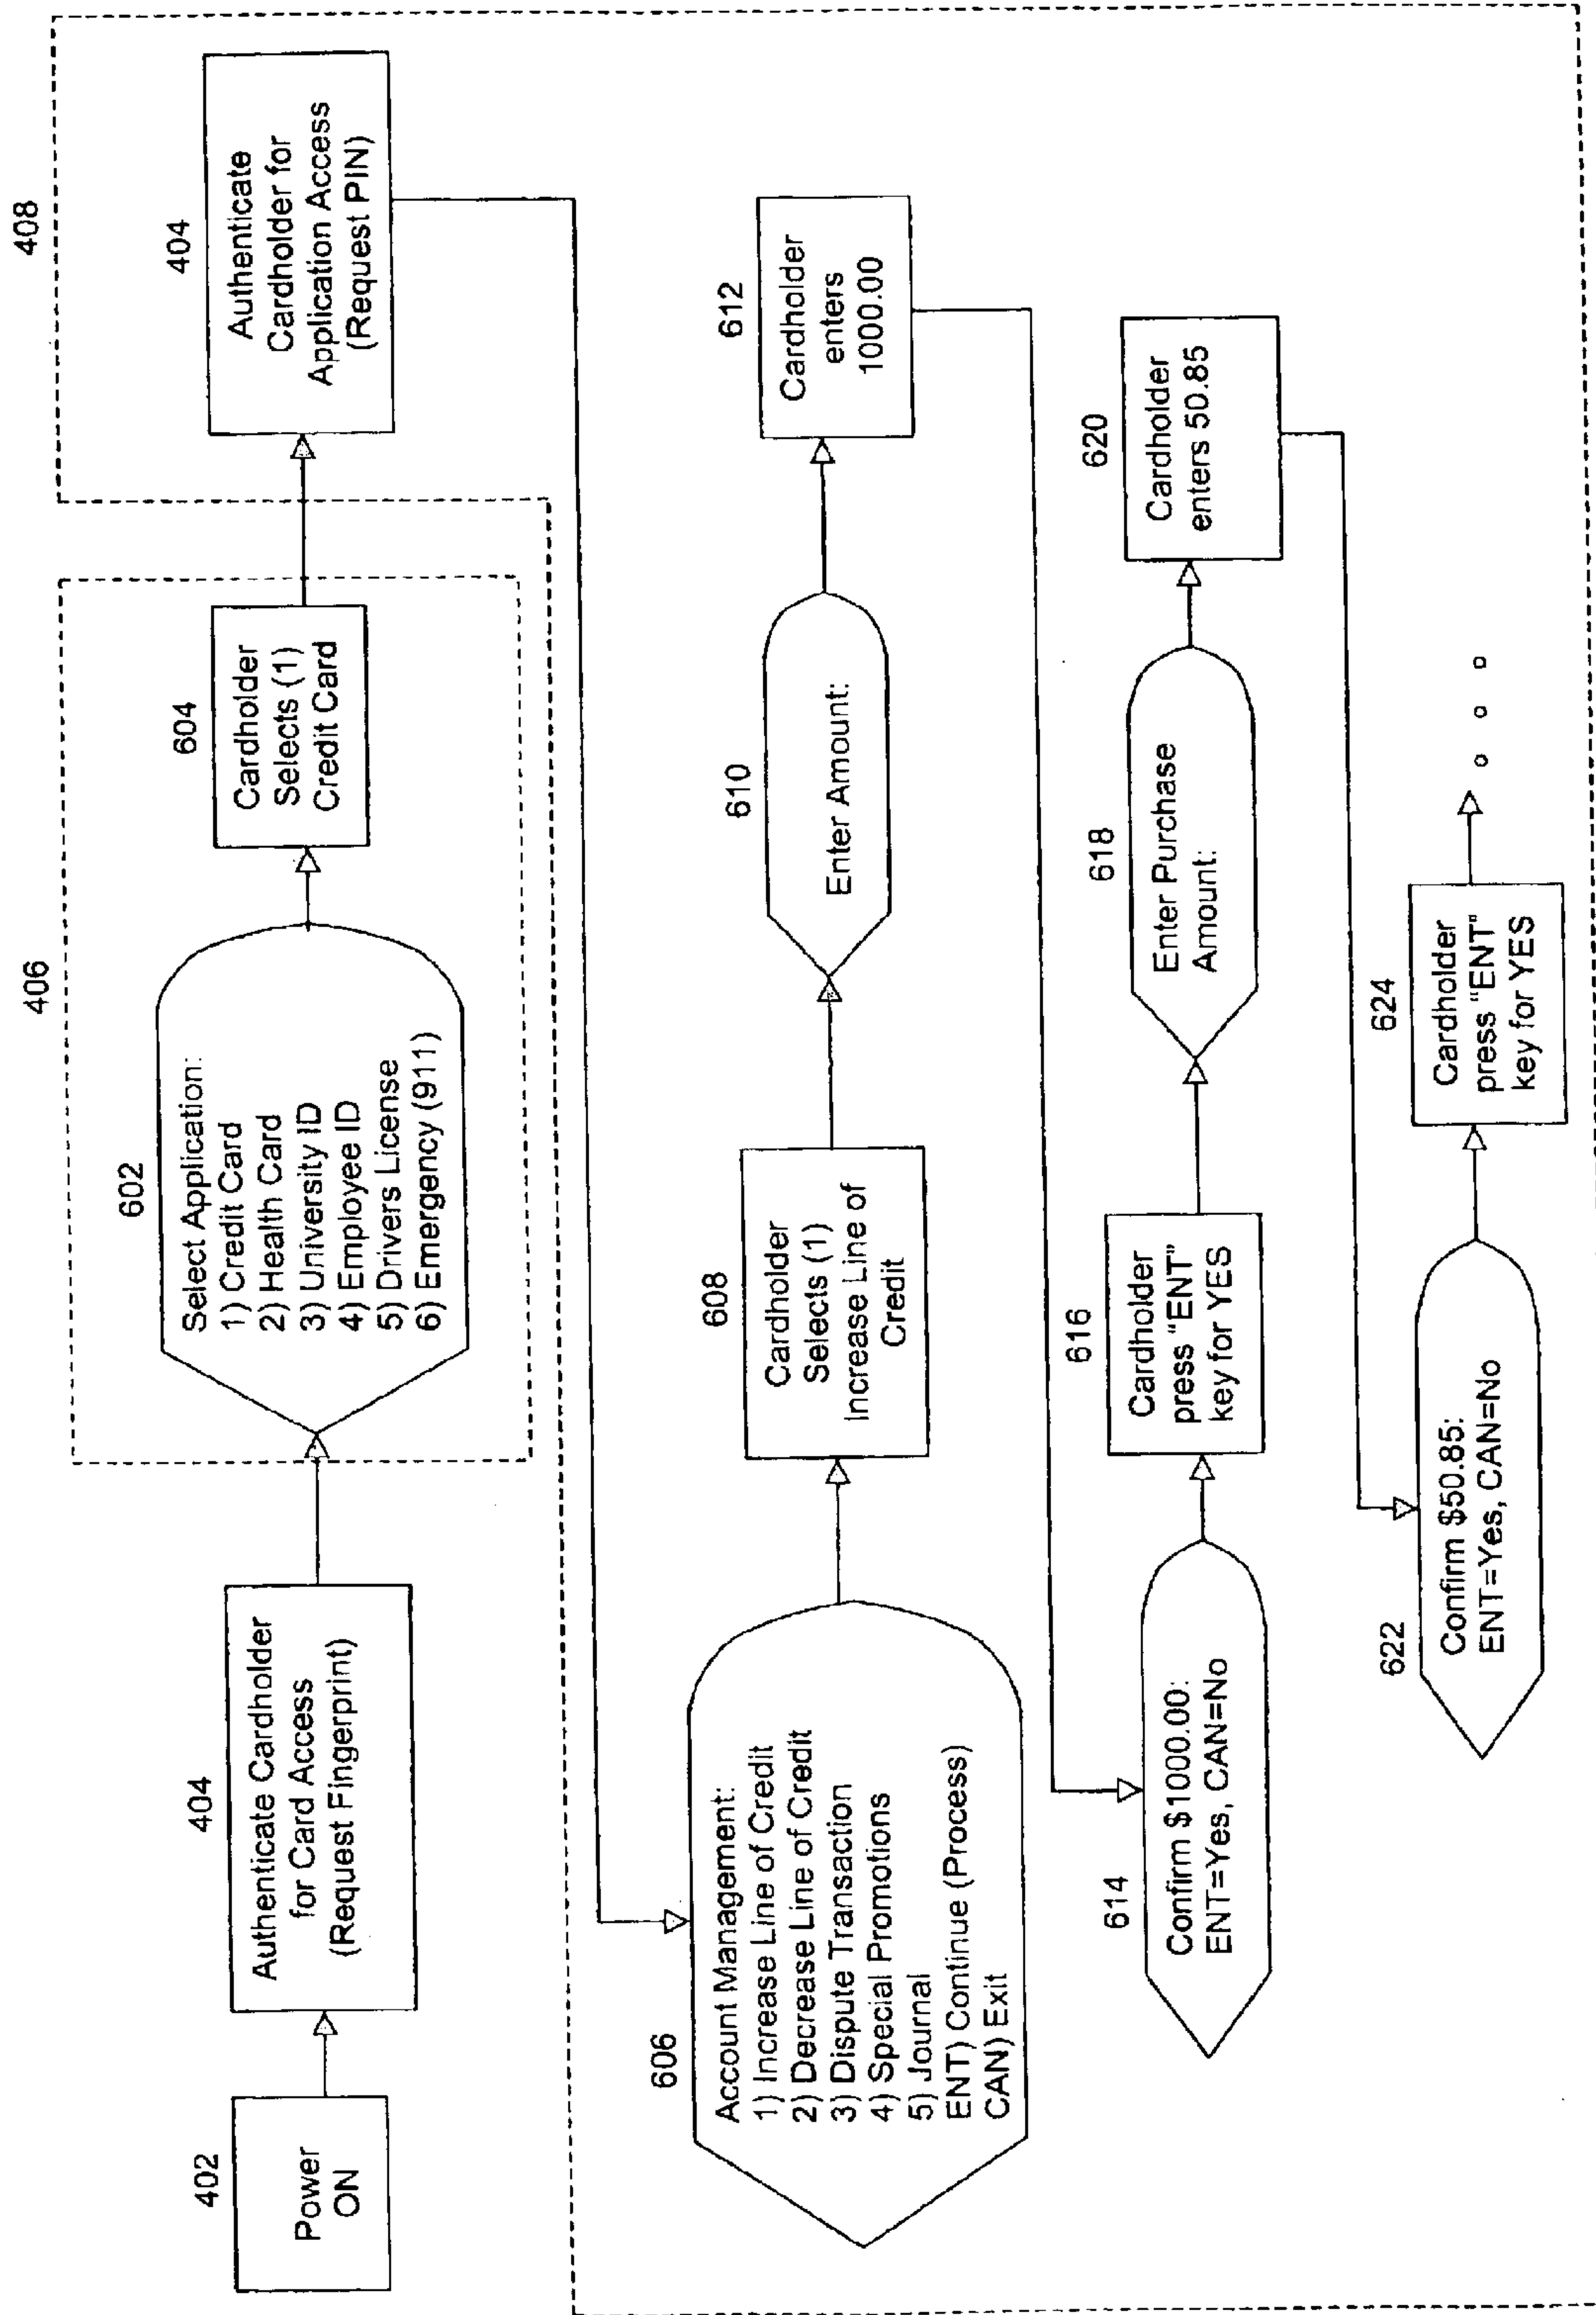 408
406
402
Power
ON
404
Authenticate Cardholder
for Card Access
(Request Fingerprint)
602
Select Application:
1) Credit Card
2) Health Card
3) University ID
4) Employee ID
5) Drivers License
6) Emergency (911)
604
Cardholder
Selects (1)
Credit Card
404
Authenticate
Cardholder for
Application Access
(Request PIN)
606
Account Management:
1) Increase Line of Credit
2) Decrease Line of Credit
3) Dispute Transaction
4) Special Promotions
5) Journal
ENT) Continue (Process)
CAN) Exit
608
Cardholder
Selects (1)
Increase Line of
Credit
610
Enter Amount:
612
Cardholder
enters
1000.00
614
Confirm $1000.00:
ENT=Yes, CAN=No
616
Cardholder
press "ENT"
key for YES
618
Enter Purchase
Amount:
620
Cardholder
enters 50.85
622
Confirm $50.85:
ENT=Yes, CAN=No
624
Cardholder
press "ENT"
key for YES